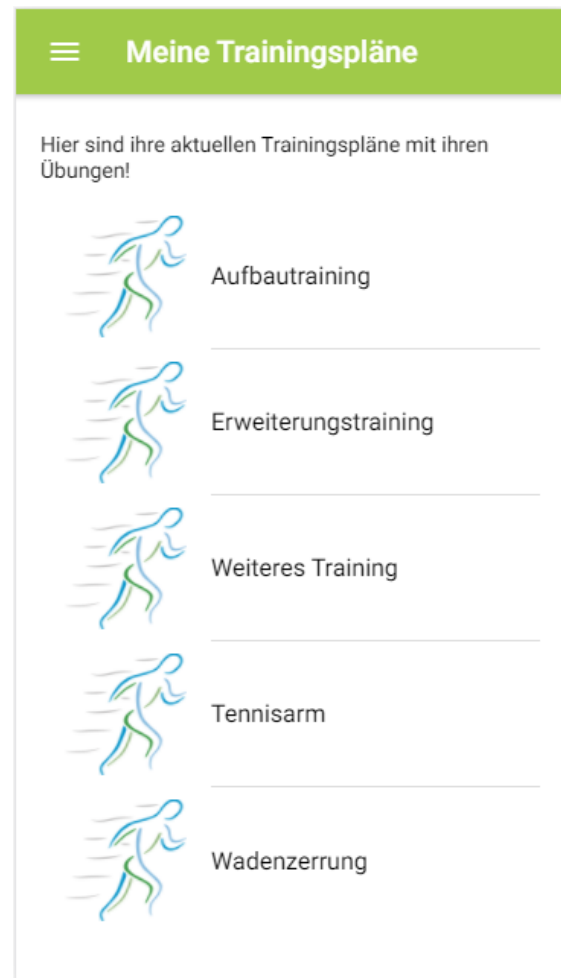 Meine Trainingspläne
Hier sind ihre aktuellen Trainingspläne mit ihren
Übungen!
Aufbautraining
Erweiterungstraining
Weiteres Training
Tennisarm
Wadenzerrung